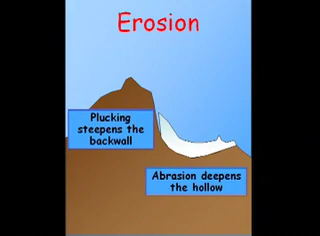 Erosion
Plucking
steepens the
backwall
Abrasion deepens
the hollow